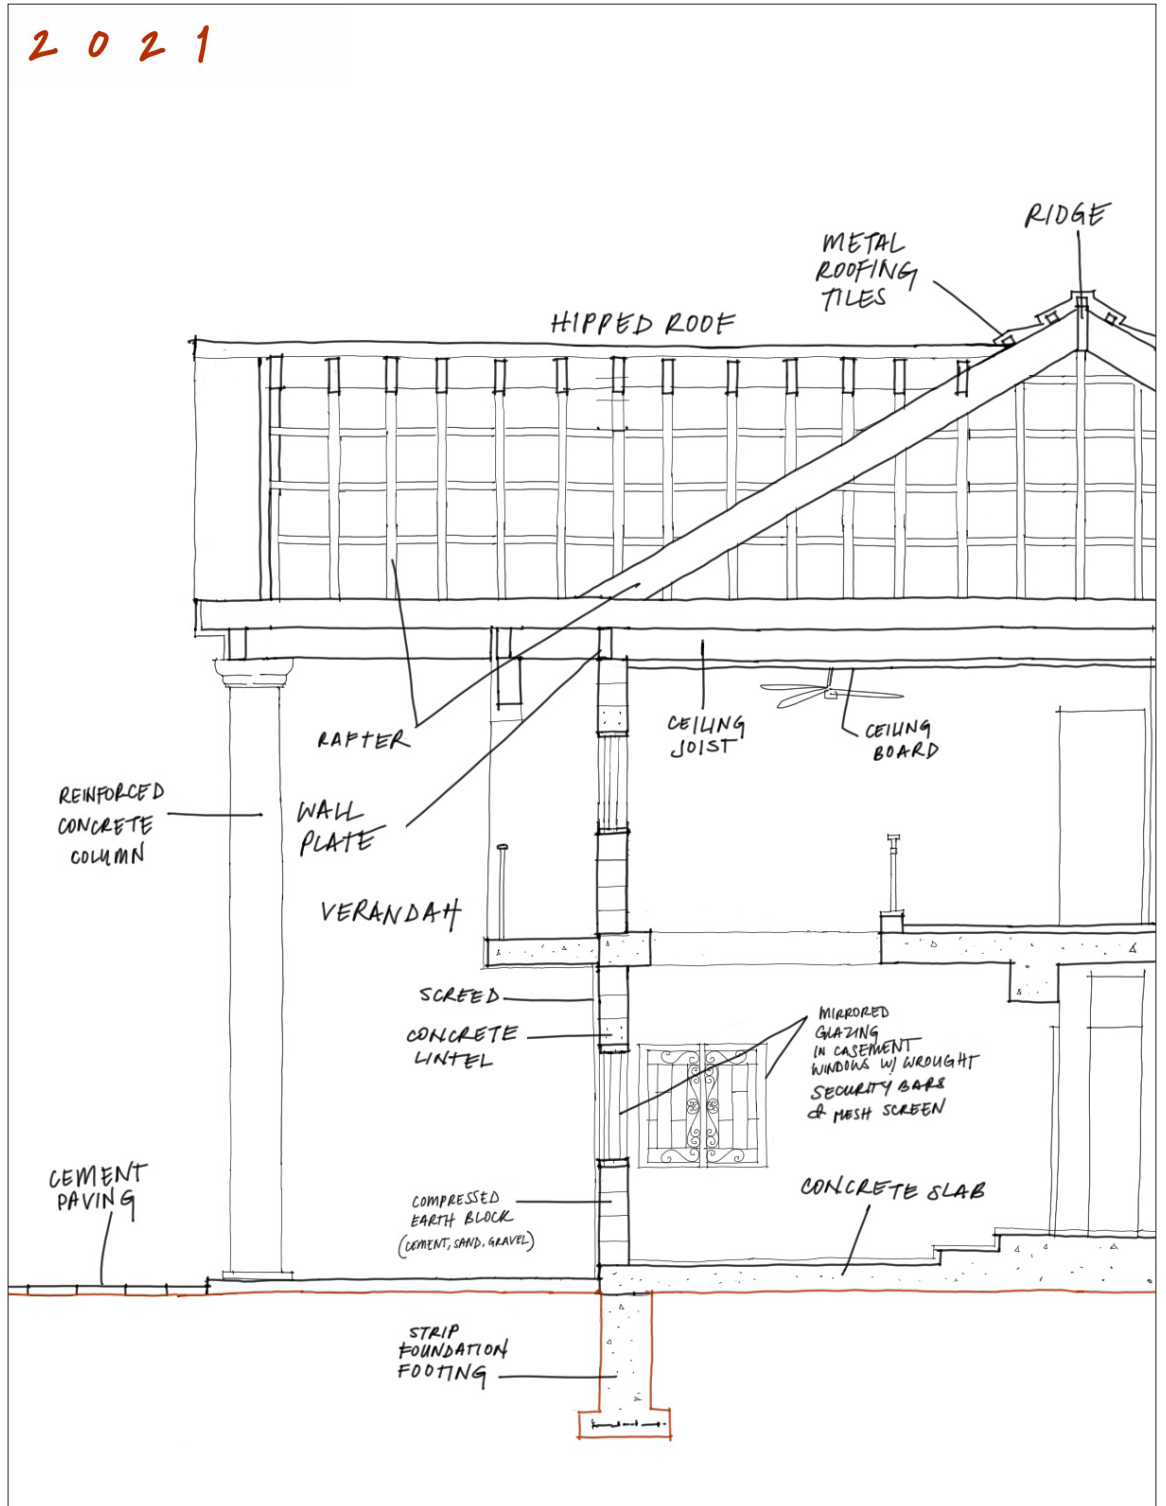 2021
RIDGE
METAL
ROOFING
TILES
HIPPED ROOF
RAFTER
CEILING
JOIST
CEILING
BOARD
REINFORCED
CONCRETE
COLUMN
WALL
PLATE
VERANDAH
SCREED
CONCRETE
LINTEL
MIRRORED
GLAZING
IN CASEMENT
WINDOWS W/ WROUGHT
SECURITY BARS
& MESH SCREEN
CEMENT
PAVING
COMPRESSED
EARTH BLOCK
(CEMENT, SAND, GRAVEL)
CONCRETE SLAB
STRIP
FOUNDATION
FOOTING